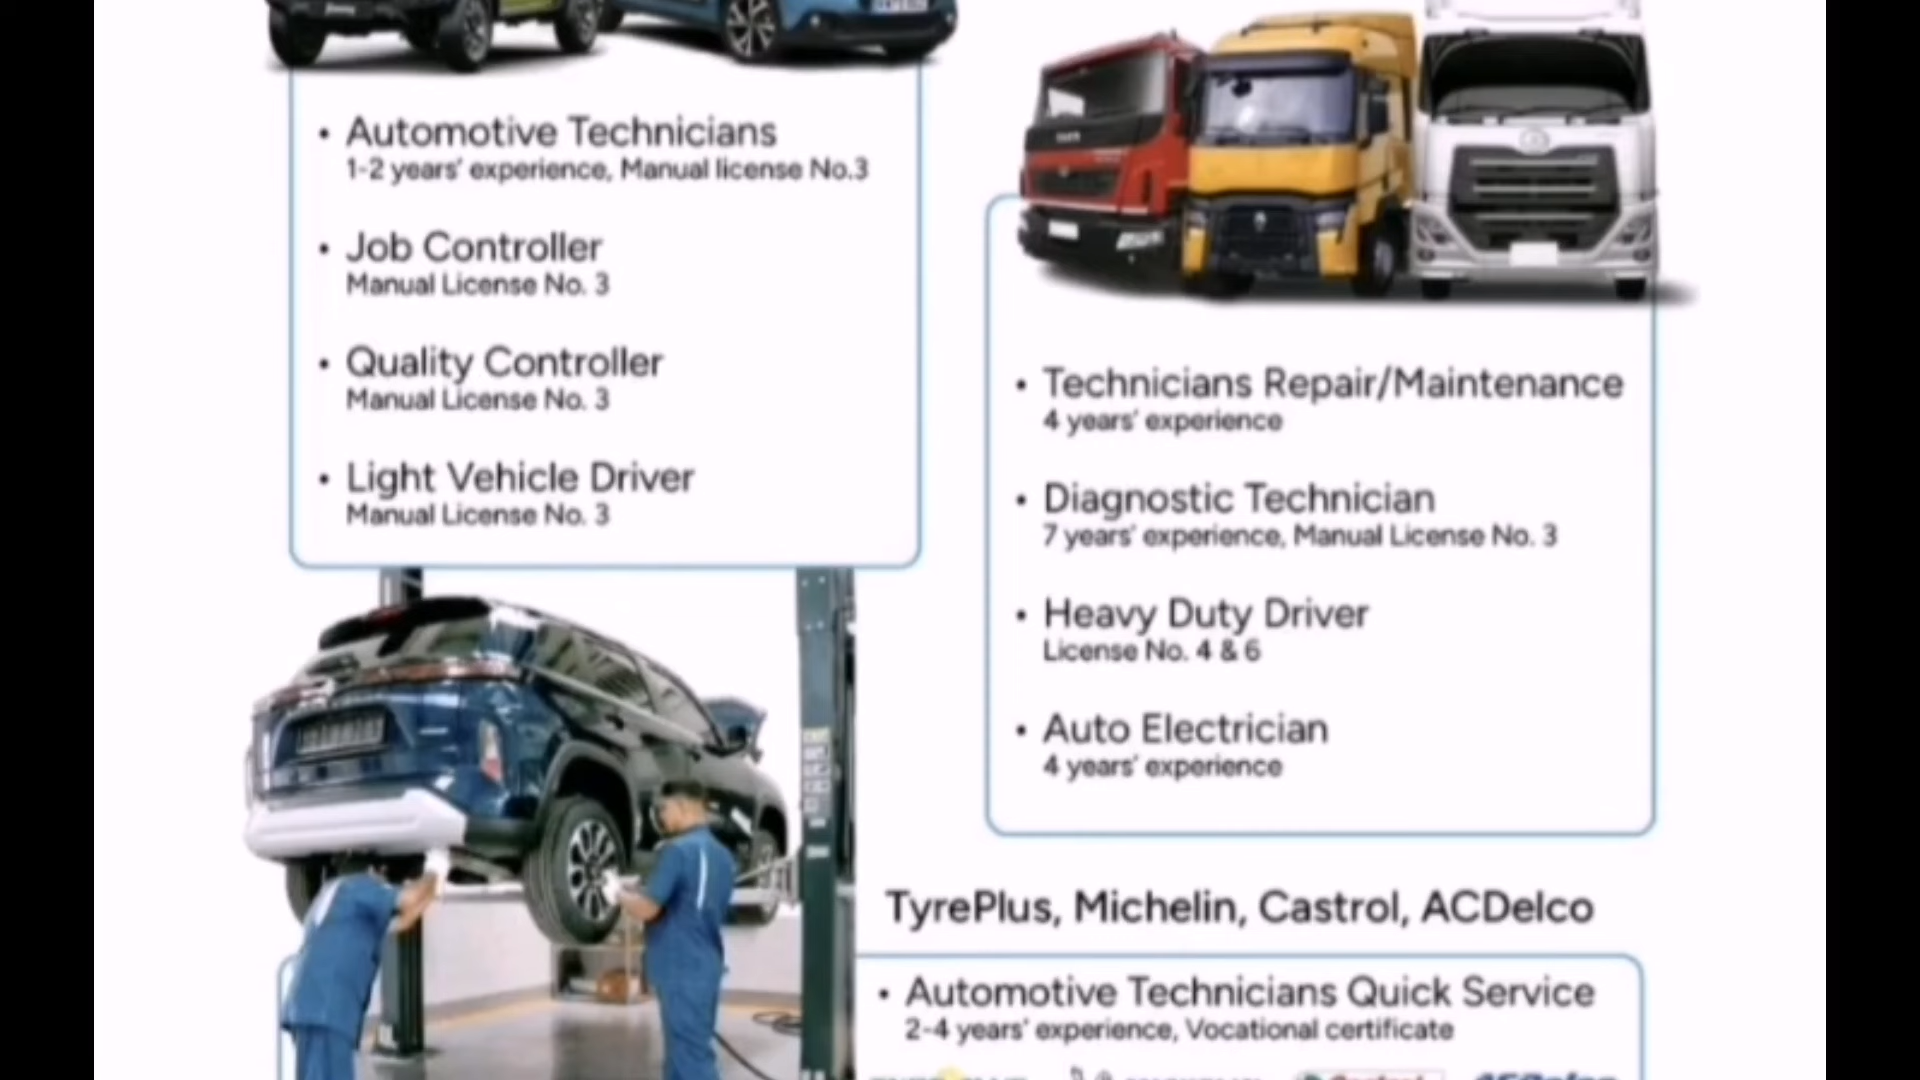 • Automotive Technicians
1-2 years' experience, Manual license No.3
• Job Controller
Manual License No. 3
• Quality Controller
Manual License No. 3
• Light Vehicle Driver
Manual License No. 3
• Technicians Repair/Maintenance
4 years' experience
• Diagnostic Technician
7 years' experience, Manual License No. 3
• Heavy Duty Driver
License No. 4 & 6
• Auto Electrician
4 years' experience
TyrePlus, Michelin, Castrol, ACDelco
• Automotive Technicians Quick Service
2-4 years' experience, Vocational certificate